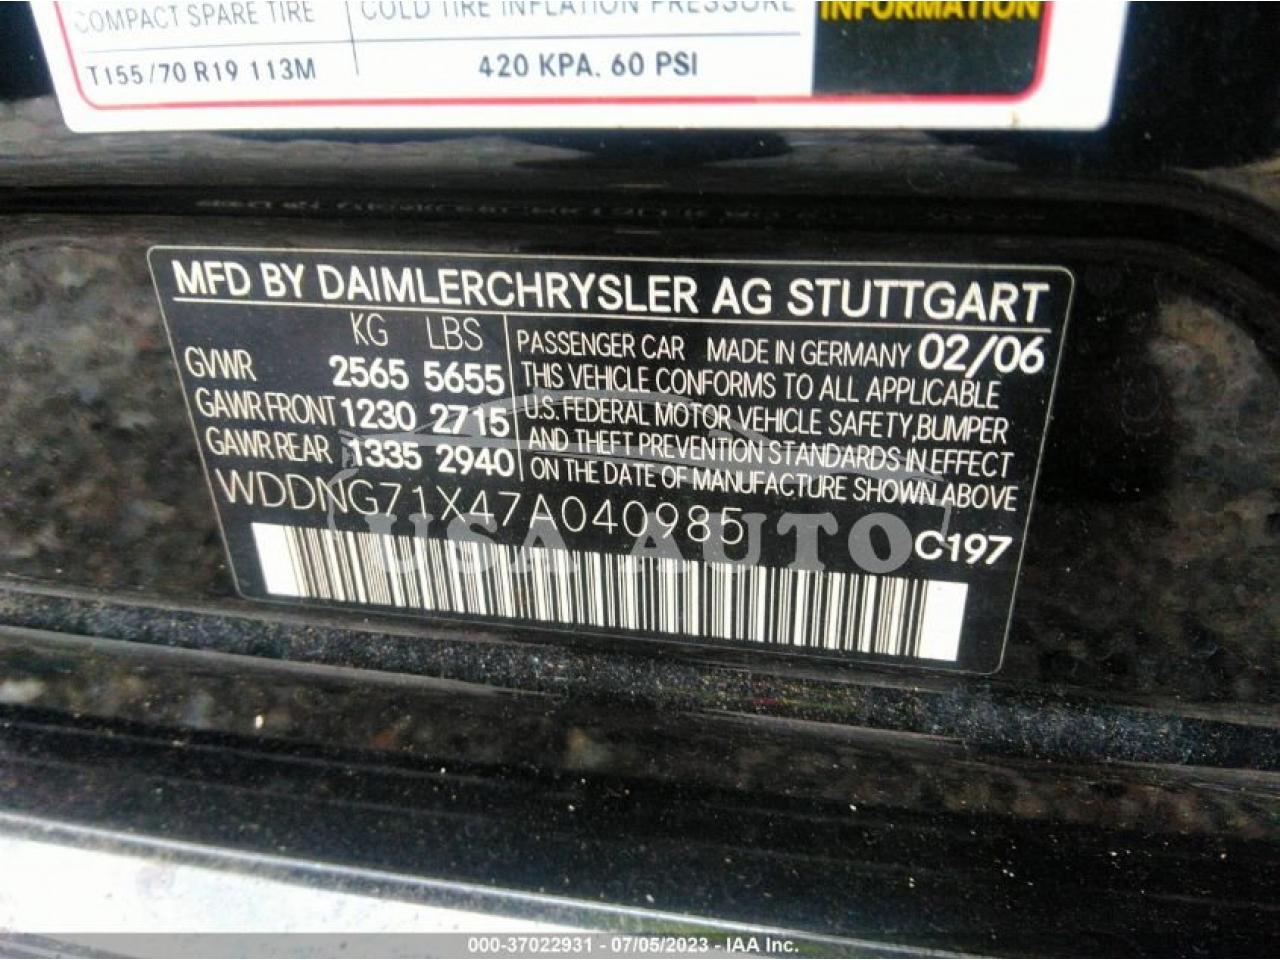 COMPACT SPARE TIRE
COLD TIRE INFLATION PRESSURE
INFORMATION
T155/70 R19 113M
420 KPA. 60 PSI
MFD BY DAIMLERCHRYSLER AG STUTTGART
KG LBS
GVWR 2565 5655
GAWR FRONT 1230 2715
GAWR REAR 1335 2940
PASSENGER CAR MADE IN GERMANY 02/06
THIS VEHICLE CONFORMS TO ALL APPLICABLE
U.S. FEDERAL MOTOR VEHICLE SAFETY, BUMPER
AND THEFT PREVENTION STANDARDS IN EFFECT
ON THE DATE OF MANUFACTURE SHOWN ABOVE
WDDNG71X47A040985
C197
USA AUTO
000-37022931 - 07/05/2023 - IAA Inc.